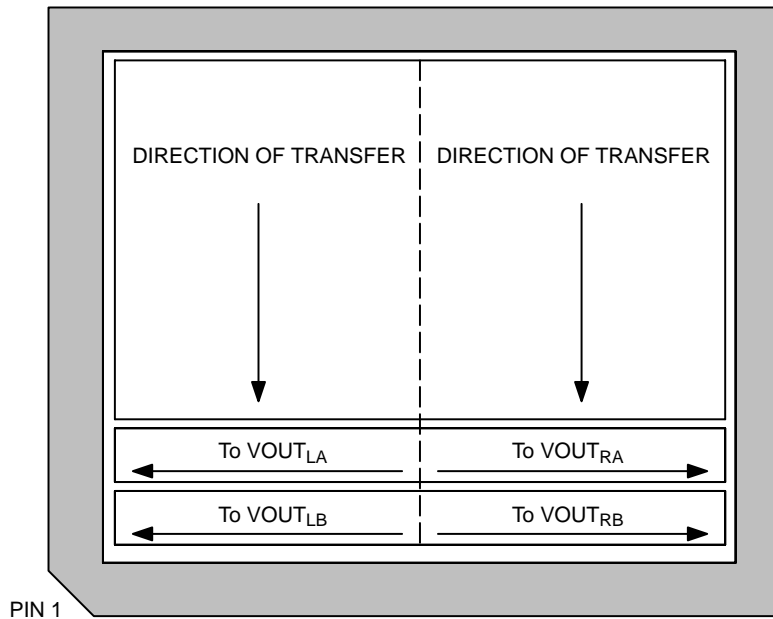 DIRECTION OF TRANSFER DIRECTION OF TRANSFER
To VOUTLA To VOUTRA
To VOUTLB To VOUTRB
PIN 1